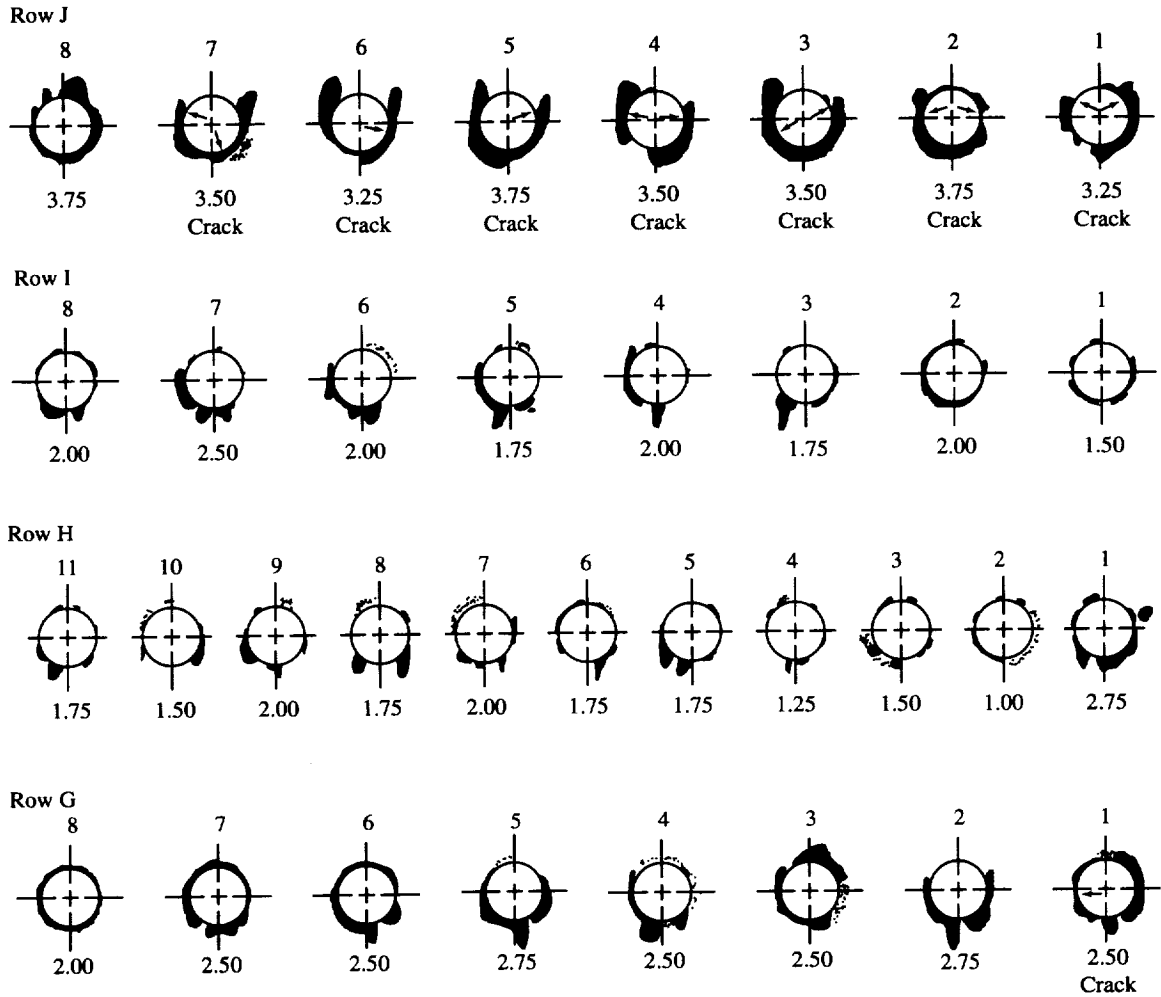 Row J
8 7 6 5 4 3 2 1
3.75 3.50 3.25 3.75 3.50 3.50 3.75 3.25
Crack Crack Crack Crack Crack Crack Crack
Row I
8 7 6 5 4 3 2 1
2.00 2.50 2.00 1.75 2.00 1.75 2.00 1.50
Row H
11 10 9 8 7 6 5 4 3 2 1
1.75 1.50 2.00 1.75 2.00 1.75 1.75 1.25 1.50 1.00 2.75
Row G
8 7 6 5 4 3 2 1
2.00 2.50 2.50 2.75 2.50 2.50 2.75 2.50
Crack